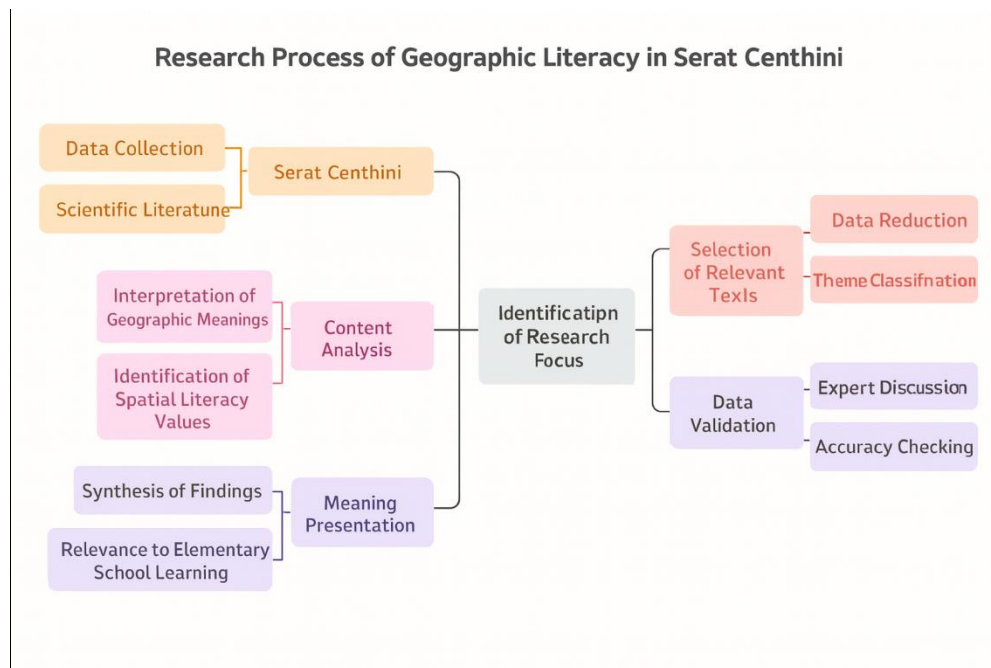 Research Process of Geographic Literacy in Serat Centhini
Data Collection
Serat Centhini
Scientific Literatune
Interpretation of
Geographic Meanings
Content
Analysis
Identification of
Spatial Literacy
Values
Synthesis of Findings
Meaning
Presentation
Relevance to Elementary
School Learning
Identificatipn
of Research
Focus
Selection
of Relevant
TexIs
Data Reduction
Theme Classifnation
Data
Validation
Expert Discussion
Accuracy Checking